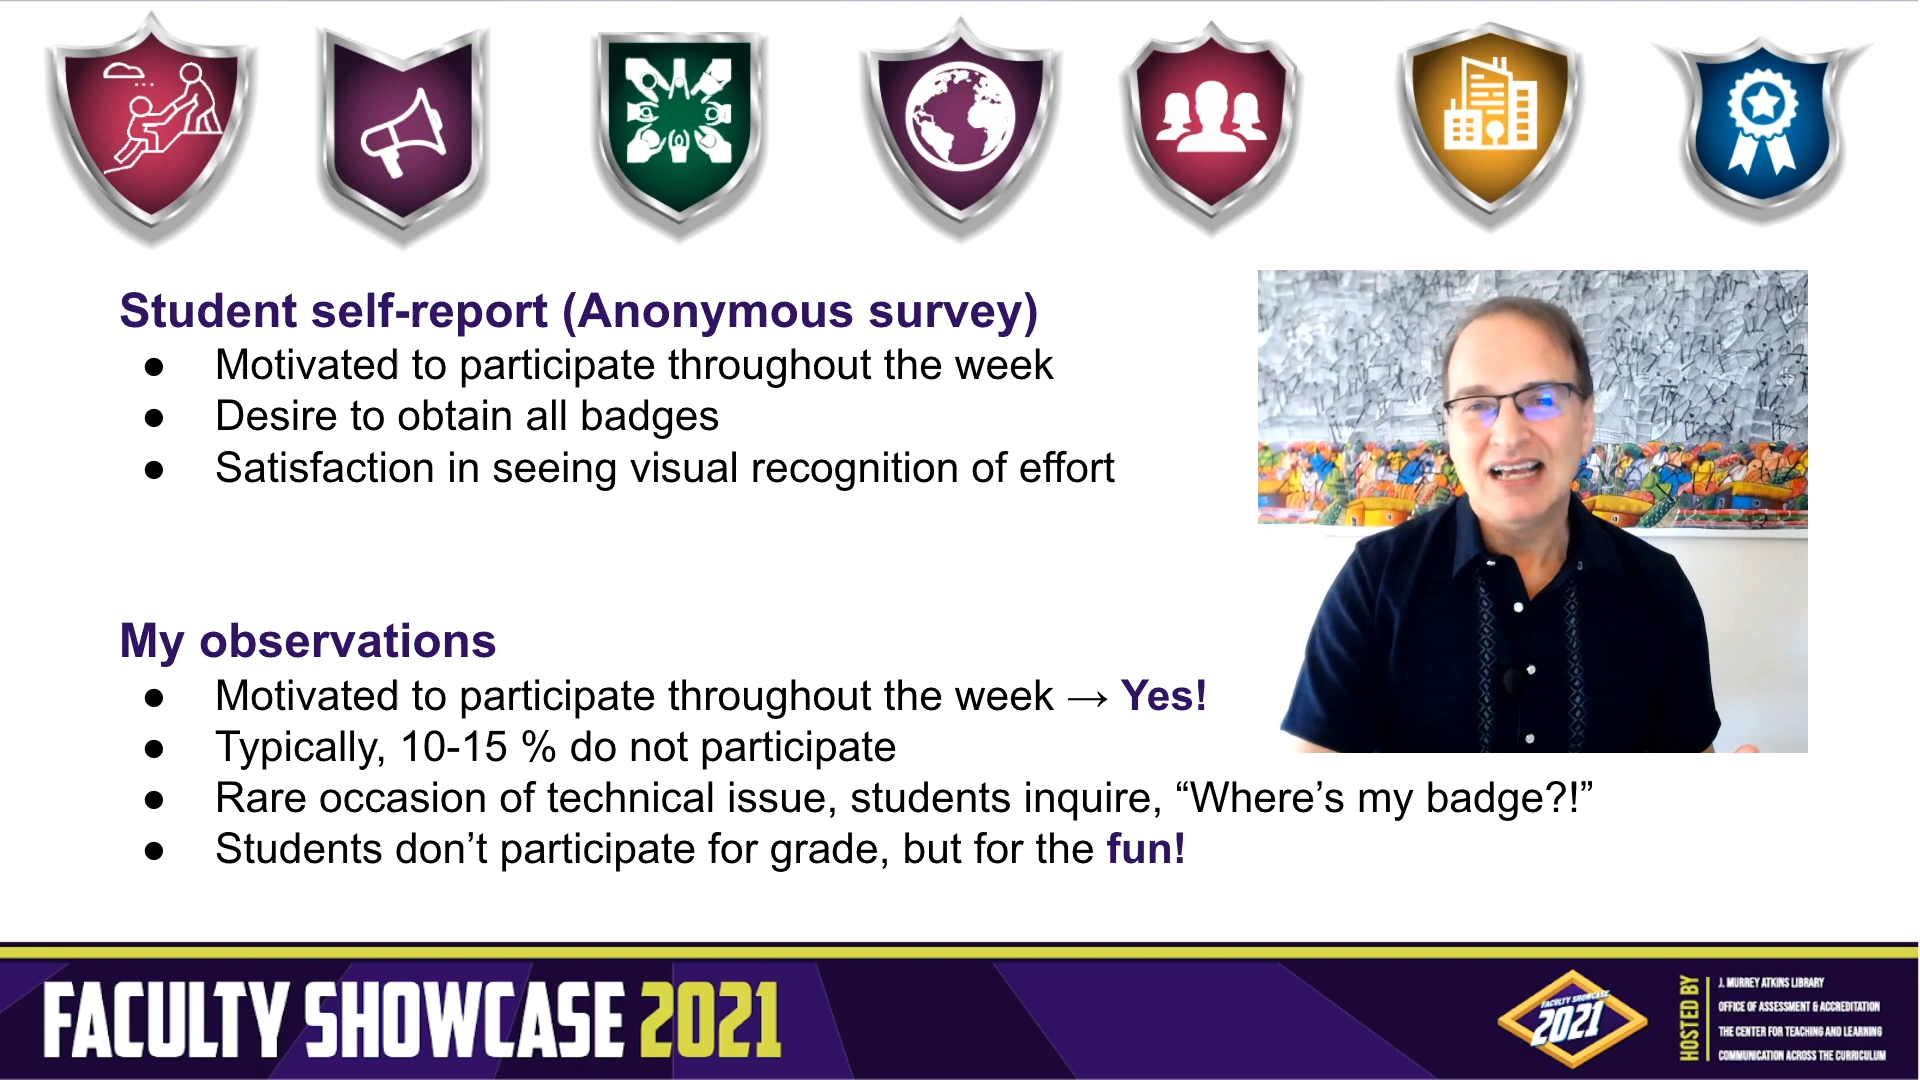 Student self-report (Anonymous survey)
● Motivated to participate throughout the week
● Desire to obtain all badges
● Satisfaction in seeing visual recognition of effort
My observations
● Motivated to participate throughout the week → Yes!
● Typically, 10-15 % do not participate
● Rare occasion of technical issue, students inquire, “Where’s my badge?!”
● Students don’t participate for grade, but for the fun!
FACULTY SHOWCASE 2021
FACULTY SHOWCASE
2021
HOSTED BY
J. MURREY ATKINS LIBRARY
OFFICE OF ASSESSMENT & ACCREDITATION
THE CENTER FOR TEACHING AND LEARNING
COMMUNICATION ACROSS THE CURRICULUM